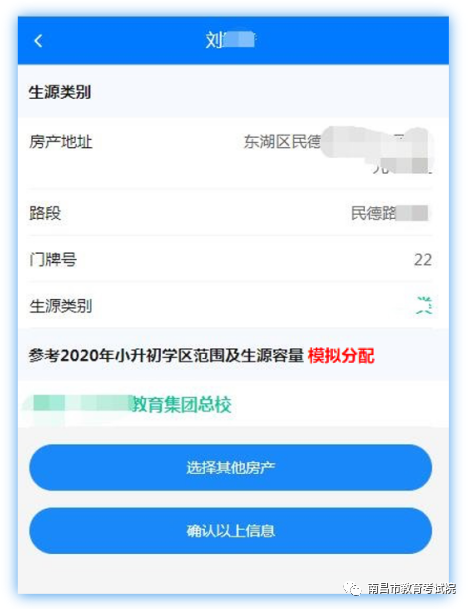 刘
生源类别
房产地址 东湖区民德
元
路段 民德路
门牌号 22
生源类别 类
参考2020年小升初学区范围及生源容量 模拟分配
教育集团总校
选择其他房产
确认以上信息
南昌市教育考试院